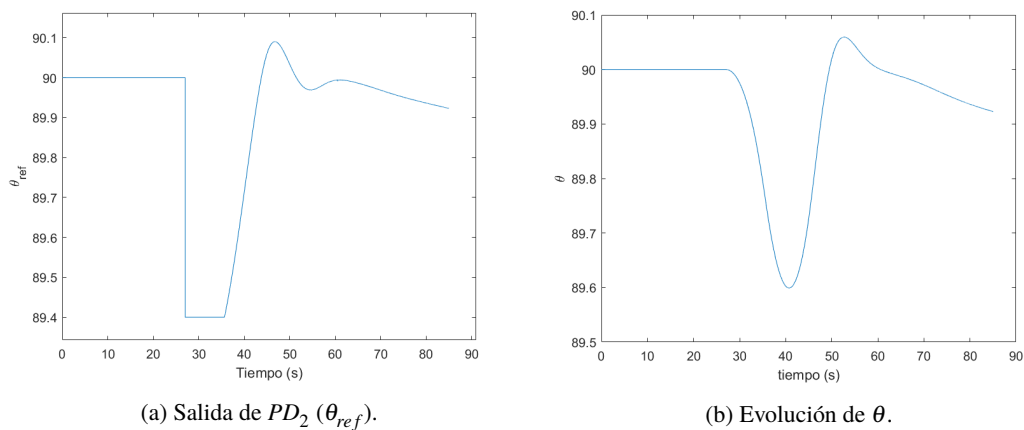 90.1
90
89.9
89.8
89.7
89.6
89.5
89.4
θref
0 10 20 30 40 50 60 70 80 90
Tiempo (s)
(a) Salida de PD2 (θref).
90.1
90
89.9
89.8
89.7
89.6
89.5
θ
0 10 20 30 40 50 60 70 80 90
tiempo (s)
(b) Evolución de θ.